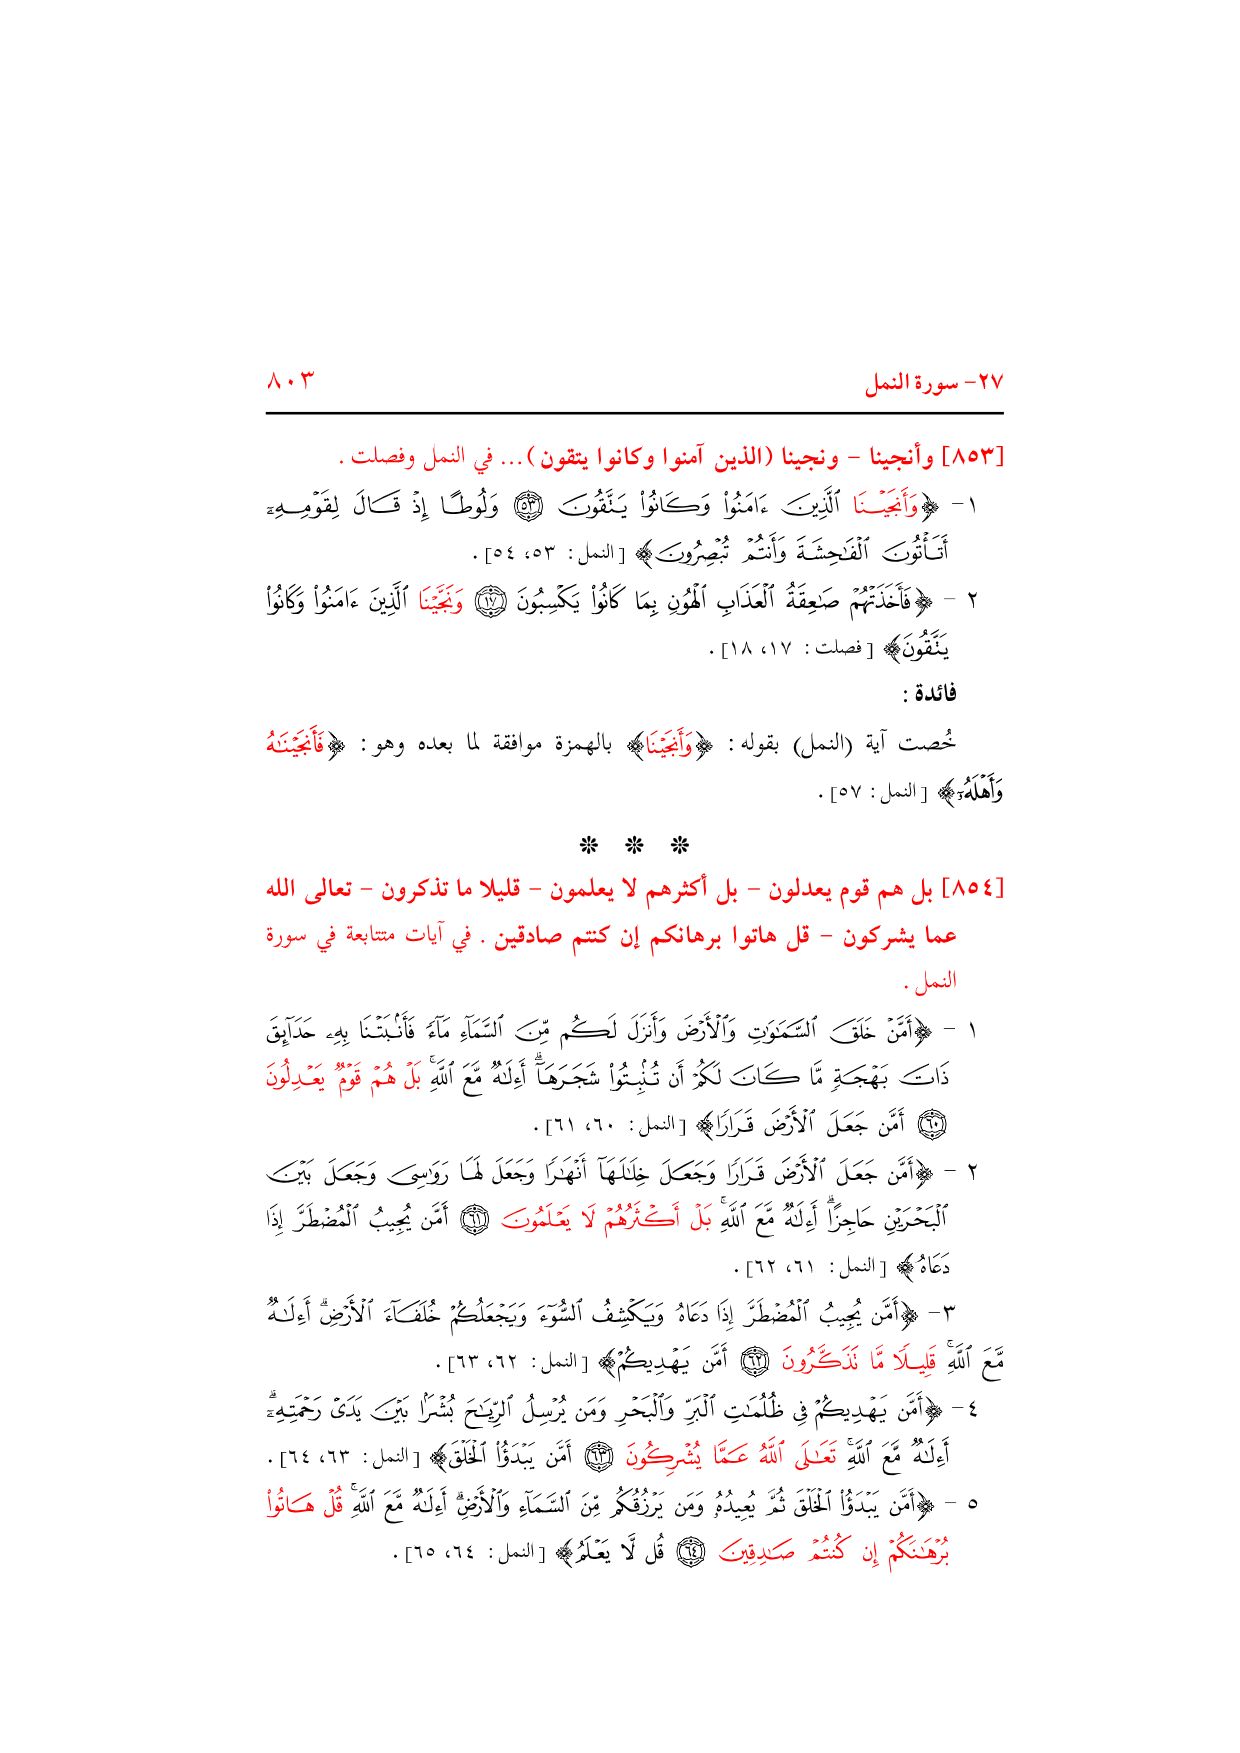 ٢٧- سورة النمل ٨٠٣
[٨٥٣] وأنجينا - ونجينا (الذين آمنوا وكانوا يتقون)... في النمل وفصلت .
١- ﴿وَأَنجَيْنَا ٱلَّذِينَ ءَامَنُوا۟ وَكَانُوا۟ يَتَّقُونَ ۝٥٣ وَلُوطًا إِذْ قَالَ لِقَوْمِهِۦٓ
أَتَأْتُونَ ٱلْفَٰحِشَةَ وَأَنتُمْ تُبْصِرُونَ﴾ [النمل: ٥٣، ٥٤] .
٢ - ﴿فَأَخَذَتْهُمْ صَٰعِقَةُ ٱلْعَذَابِ ٱلْهُونِ بِمَا كَانُوا۟ يَكْسِبُونَ ۝١٧ وَنَجَّيْنَا ٱلَّذِينَ ءَامَنُوا۟ وَكَانُوا۟
يَتَّقُونَ﴾ [فصلت: ١٧، ١٨] .
فائدة :
خُصت آية (النمل) بقوله: ﴿وَأَنجَيْنَا﴾ بالهمزة موافقة لما بعده وهو: ﴿فَأَنجَيْنَٰهُ
وَأَهْلَهُۥٓ﴾ [النمل: ٥٧] .
❊ ❊ ❊
[٨٥٤] بل هم قوم يعدلون - بل أكثرهم لا يعلمون - قليلا ما تذكرون - تعالى الله
عما يشركون - قل هاتوا برهانكم إن كنتم صادقين . في آيات متتابعة في سورة
النمل .
١ - ﴿أَمَّنْ خَلَقَ ٱلسَّمَٰوَٰتِ وَٱلْأَرْضَ وَأَنزَلَ لَكُم مِّنَ ٱلسَّمَآءِ مَآءً فَأَنۢبَتْنَا بِهِۦ حَدَآئِقَ
ذَاتَ بَهْجَةٍ مَّا كَانَ لَكُمْ أَن تُنۢبِتُوا۟ شَجَرَهَآ ۗ أَءِلَٰهٌ مَّعَ ٱللَّهِ ۚ بَلْ هُمْ قَوْمٌ يَعْدِلُونَ
۝٦٠ أَمَّن جَعَلَ ٱلْأَرْضَ قَرَارًا﴾ [النمل: ٦٠، ٦١] .
٢ - ﴿أَمَّن جَعَلَ ٱلْأَرْضَ قَرَارًا وَجَعَلَ خِلَٰلَهَآ أَنْهَٰرًا وَجَعَلَ لَهَا رَوَٰسِىَ وَجَعَلَ بَيْنَ
ٱلْبَحْرَيْنِ حَاجِزًا ۗ أَءِلَٰهٌ مَّعَ ٱللَّهِ ۚ بَلْ أَكْثَرُهُمْ لَا يَعْلَمُونَ ۝٦١ أَمَّن يُجِيبُ ٱلْمُضْطَرَّ إِذَا
دَعَاهُ﴾ [النمل: ٦١، ٦٢] .
٣- ﴿أَمَّن يُجِيبُ ٱلْمُضْطَرَّ إِذَا دَعَاهُ وَيَكْشِفُ ٱلسُّوٓءَ وَيَجْعَلُكُمْ خُلَفَآءَ ٱلْأَرْضِ ۗ أَءِلَٰهٌ
مَّعَ ٱللَّهِ ۚ قَلِيلًا مَّا تَذَكَّرُونَ ۝٦٢ أَمَّن يَهْدِيكُمْ﴾ [النمل: ٦٢، ٦٣] .
٤- ﴿أَمَّن يَهْدِيكُمْ فِى ظُلُمَٰتِ ٱلْبَرِّ وَٱلْبَحْرِ وَمَن يُرْسِلُ ٱلرِّيَٰحَ بُشْرًۢا بَيْنَ يَدَىْ رَحْمَتِهِۦٓ ۗ
أَءِلَٰهٌ مَّعَ ٱللَّهِ ۚ تَعَٰلَى ٱللَّهُ عَمَّا يُشْرِكُونَ ۝٦٣ أَمَّن يَبْدَؤُا۟ ٱلْخَلْقَ﴾ [النمل: ٦٣، ٦٤] .
٥ - ﴿أَمَّن يَبْدَؤُا۟ ٱلْخَلْقَ ثُمَّ يُعِيدُهُۥ وَمَن يَرْزُقُكُم مِّنَ ٱلسَّمَآءِ وَٱلْأَرْضِ ۗ أَءِلَٰهٌ مَّعَ ٱللَّهِ ۚ قُلْ هَاتُوا۟
بُرْهَٰنَكُمْ إِن كُنتُمْ صَٰدِقِينَ ۝٦٤ قُل لَّا يَعْلَمُ﴾ [النمل: ٦٤، ٦٥] .